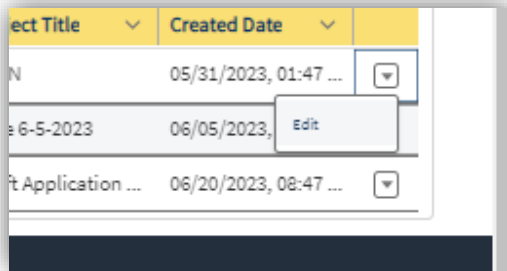 ect Title Created Date
N 05/31/2023, 01:47 ...
e 6-5-2023 06/05/2023,
Edit
ft Application ... 06/20/2023, 08:47 ...